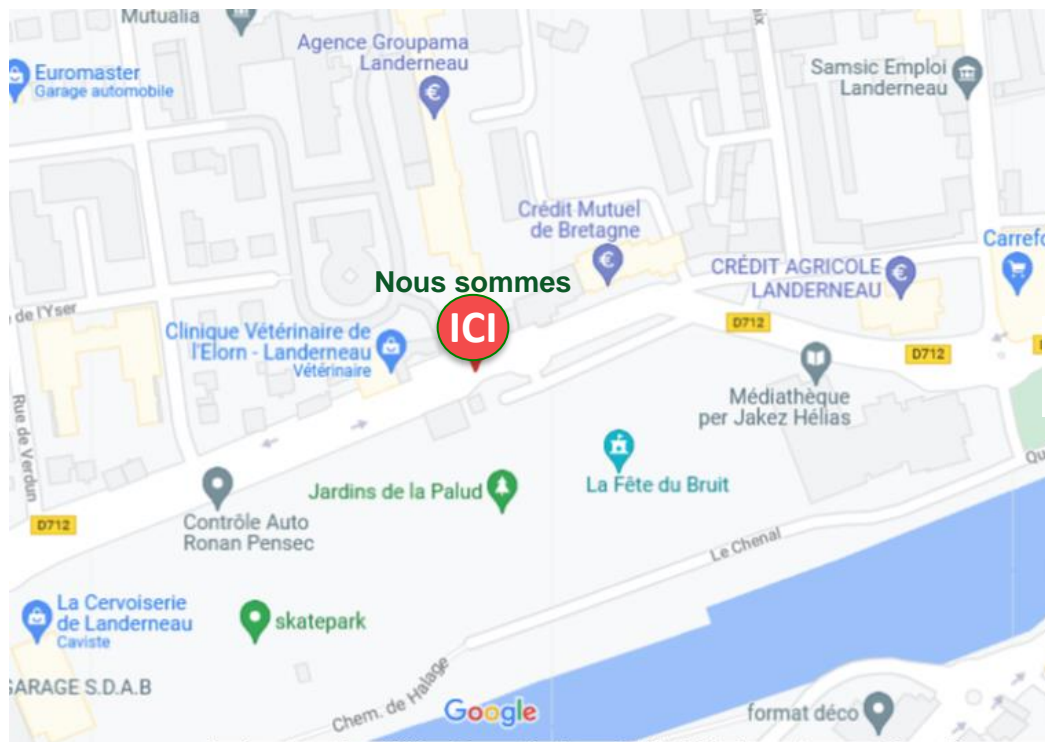 Mutualia
Agence Groupama
Landerneau
Euromaster
Garage automobile
Samsic Emploi
Landerneau
Crédit Mutuel
de Bretagne
CRÉDIT AGRICOLE
LANDERNEAU
Carrefo
Nous sommes
ICI
de l'Yser
Clinique Vétérinaire de
l'Elorn - Landerneau
Vétérinaire
D712
D712
Médiathèque
per Jakez Hélias
Rue de Verdun
La Fête du Bruit
Jardins de la Palud
Qu
Contrôle Auto
Ronan Pensec
D712
Le Chenal
La Cervoiserie
de Landerneau
Caviste
skatepark
GARAGE S.D.A.B
Chem. de Halage
Google
format déco